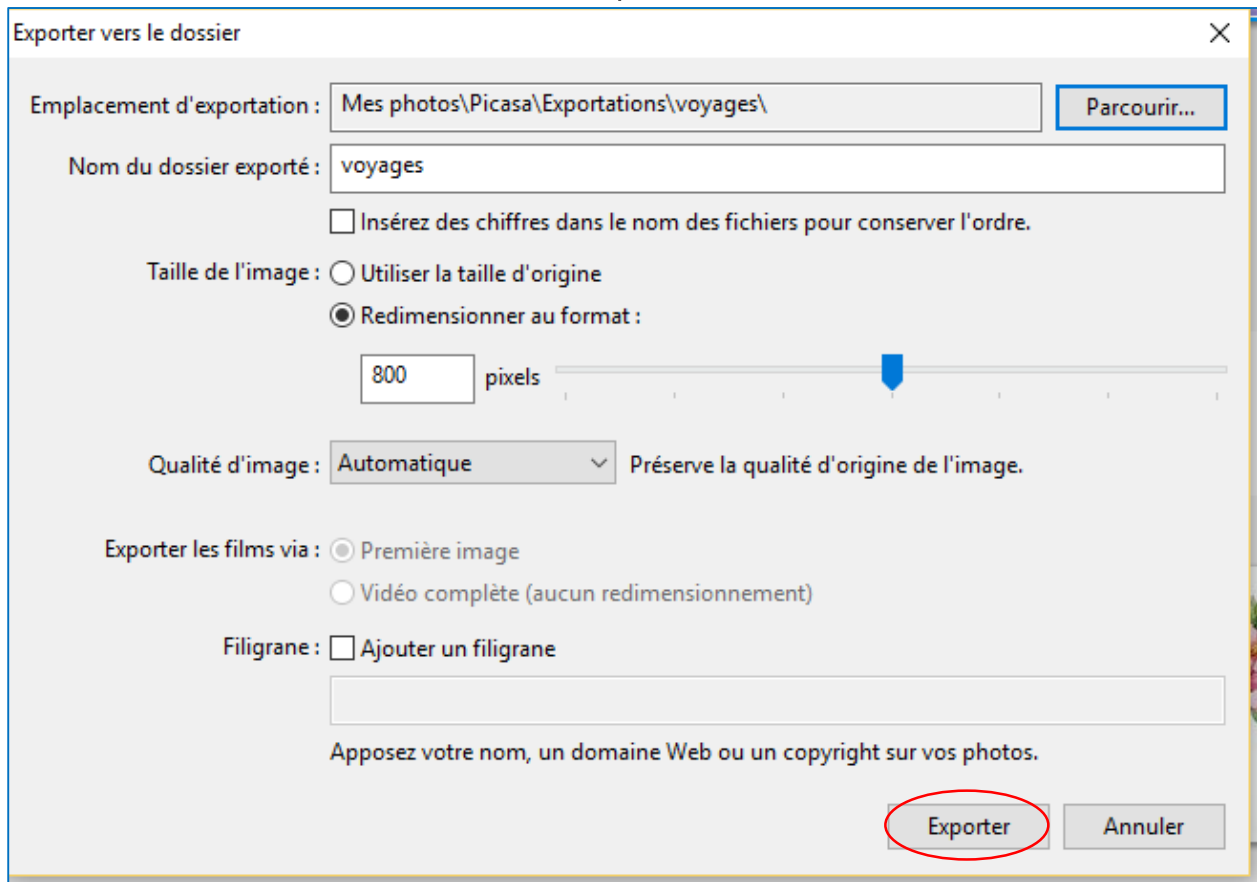 Exporter vers le dossier
Emplacement d'exportation : Mes photos\Picasa\Exportations\voyages\ Parcourir...
Nom du dossier exporté : voyages
Insérez des chiffres dans le nom des fichiers pour conserver l'ordre.
Taille de l'image : Utiliser la taille d'origine
Redimensionner au format :
800 pixels
Qualité d'image : Automatique Préserve la qualité d'origine de l'image.
Exporter les films via : Première image
Vidéo complète (aucun redimensionnement)
Filigrane : Ajouter un filigrane
Apposez votre nom, un domaine Web ou un copyright sur vos photos.
Exporter Annuler